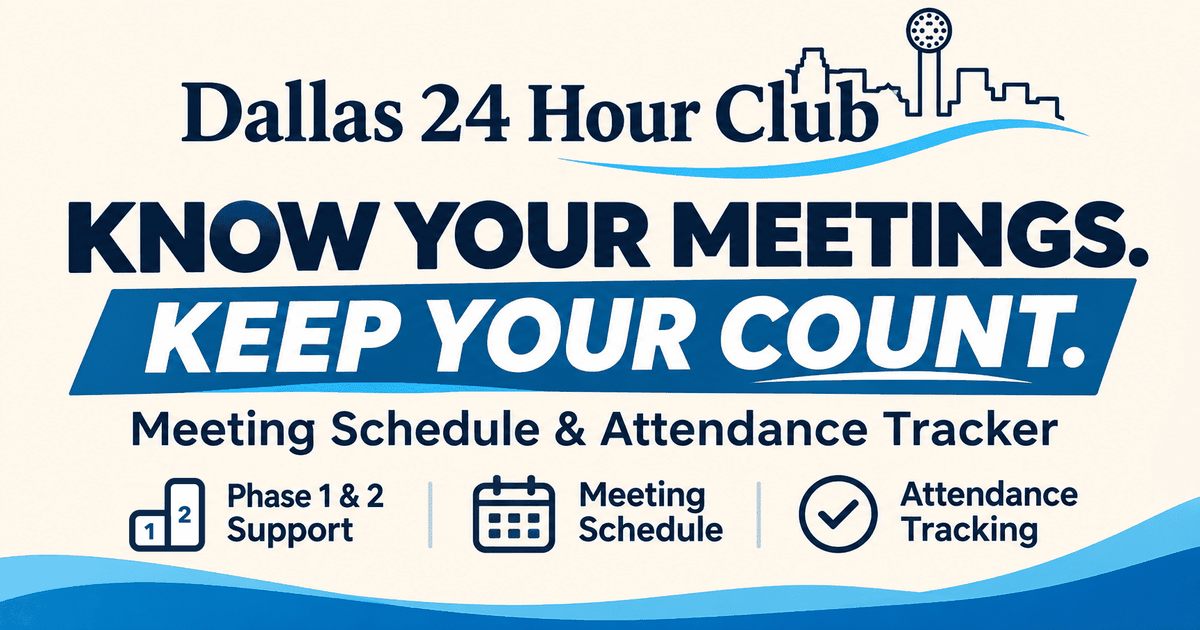 Dallas 24 Hour Club
KNOW YOUR MEETINGS.
KEEP YOUR COUNT.
Meeting Schedule & Attendance Tracker
1 2
Phase 1 & 2
Support
Meeting
Schedule
Attendance
Tracking